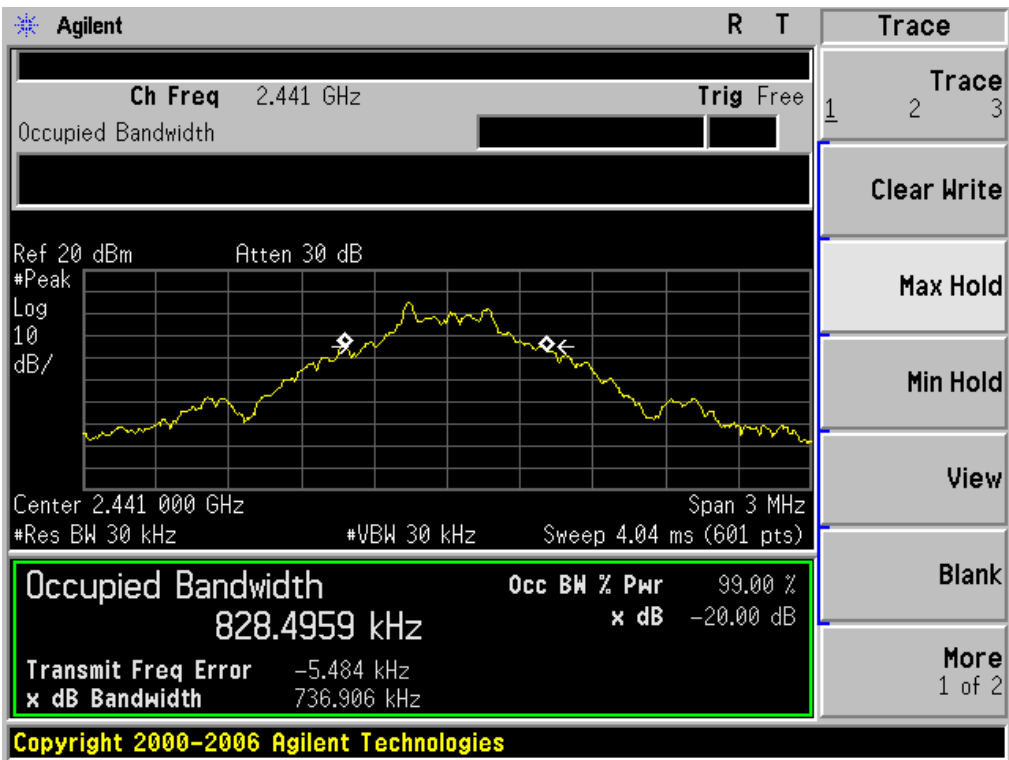 Agilent R T
Ch Freq 2.441 GHz Trig Free
Occupied Bandwidth
Ref 20 dBm Atten 30 dB
#Peak
Log
10
dB/
Center 2.441 000 GHz Span 3 MHz
#Res BW 30 kHz #VBW 30 kHz Sweep 4.04 ms (601 pts)
Occupied Bandwidth Occ BW % Pwr 99.00 %
828.4959 kHz x dB -20.00 dB
Transmit Freq Error -5.484 kHz
x dB Bandwidth 736.906 kHz
Copyright 2000-2006 Agilent Technologies
Trace
Trace
1 2 3
Clear Write
Max Hold
Min Hold
View
Blank
More
1 of 2